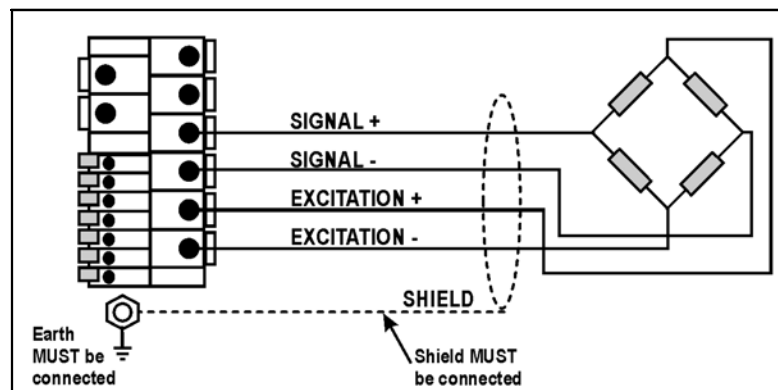 SIGNAL +
SIGNAL -
EXCITATION +
EXCITATION -
SHIELD
Earth
MUST be
connected
Shield MUST
be connected